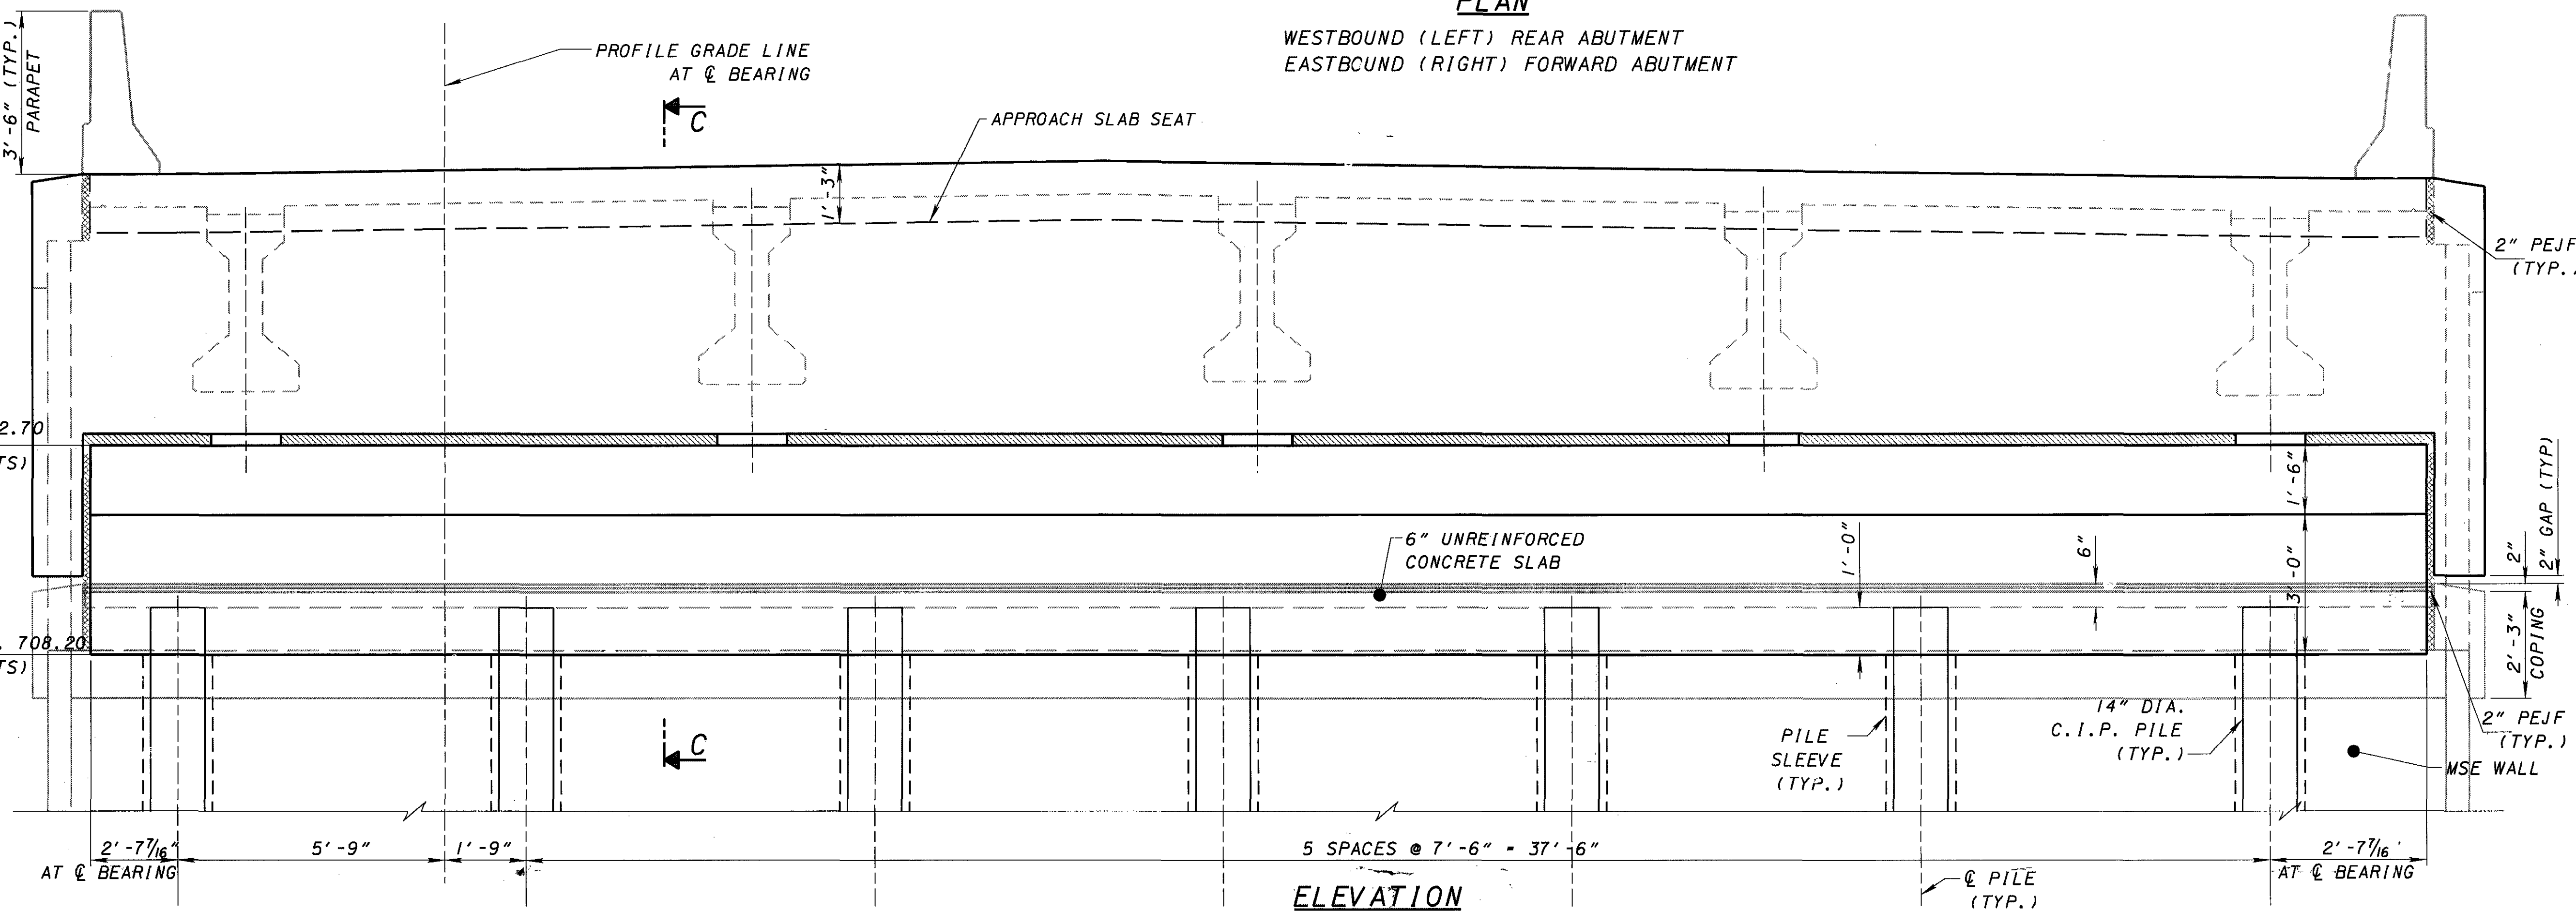 PLAN
WESTBOUND (LEFT) REAR ABUTMENT
EASTBOUND (RIGHT) FORWARD ABUTMENT
3'-6" (TYP.)
PARAPET
PROFILE GRADE LINE
AT ℄ BEARING
C
APPROACH SLAB SEAT
1'-3"
2" PEJF
(TYP.)
2.70
TS)
1'-6"
2" GAP (TYP)
6" UNREINFORCED
CONCRETE SLAB
1'-0"
6"
3'-0"
2"
708.20
TS)
2'-3"
COPING
C
PILE
SLEEVE
(TYP.)
14" DIA.
C.I.P. PILE
(TYP.)
2" PEJF
(TYP.)
MSE WALL
2'-7 7/16"
AT ℄ BEARING
5'-9"
1'-9"
5 SPACES @ 7'-6" = 37'-6"
2'-7 7/16"
AT ℄ BEARING
℄ PILE
(TYP.)
ELEVATION